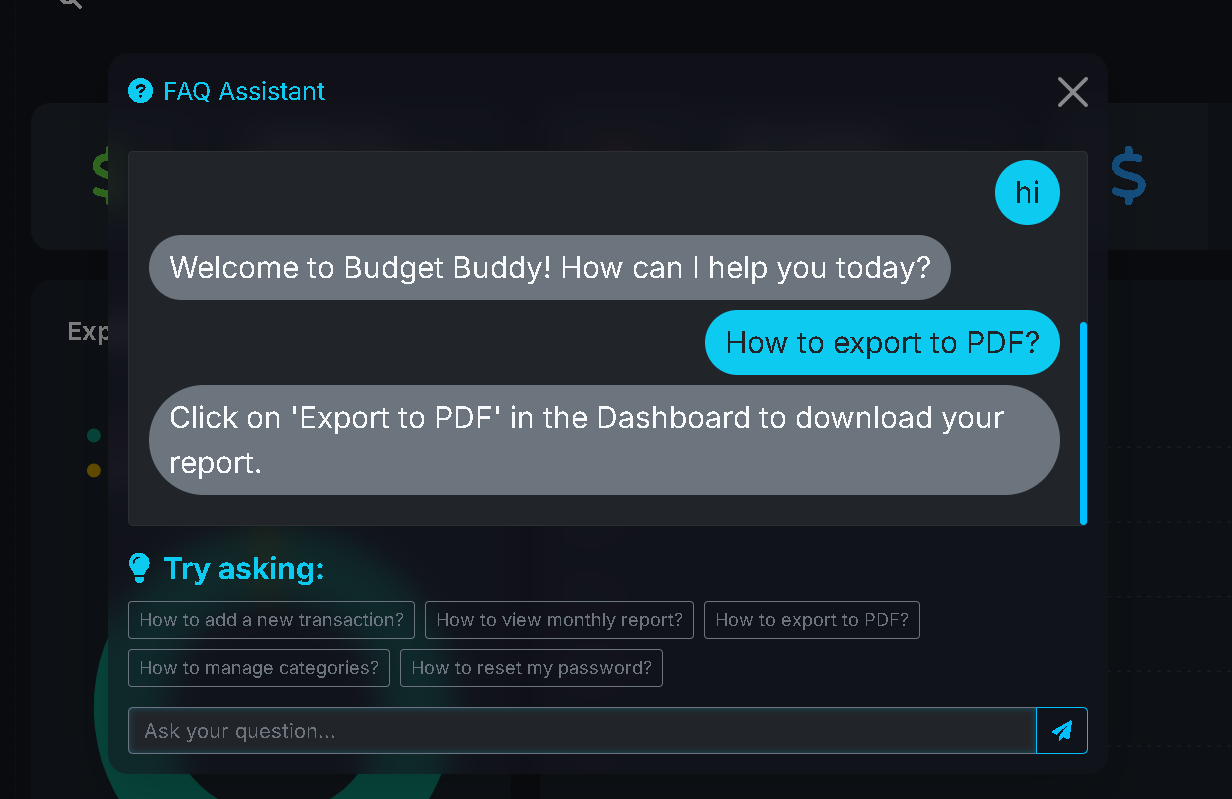 FAQ Assistant
hi
Welcome to Budget Buddy! How can I help you today?
How to export to PDF?
Click on 'Export to PDF' in the Dashboard to download your
report.
Exp
Try asking:
How to add a new transaction?
How to view monthly report?
How to export to PDF?
How to manage categories?
How to reset my password?
Ask your question...